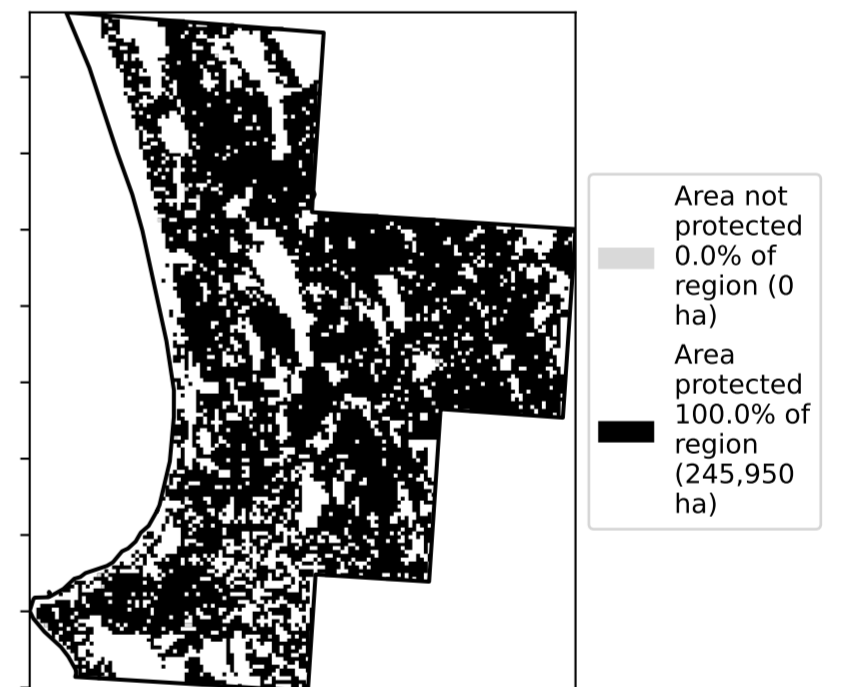 Area not
protected
0.0% of
region (0
ha)
Area
protected
100.0% of
region
(245,950
ha)